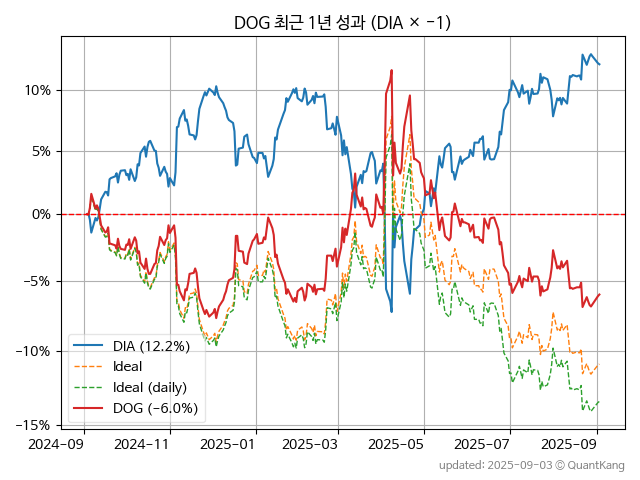 DOG 최근 1년 성과 (DIA × −1)
10%
5%
0%
−5%
−10%
−15%
DIA (12.2%)
Ideal
Ideal (daily)
DOG (−6.0%)
2024-09 2024-11 2025-01 2025-03 2025-05 2025-07 2025-09
updated: 2025-09-03 © QuantKang